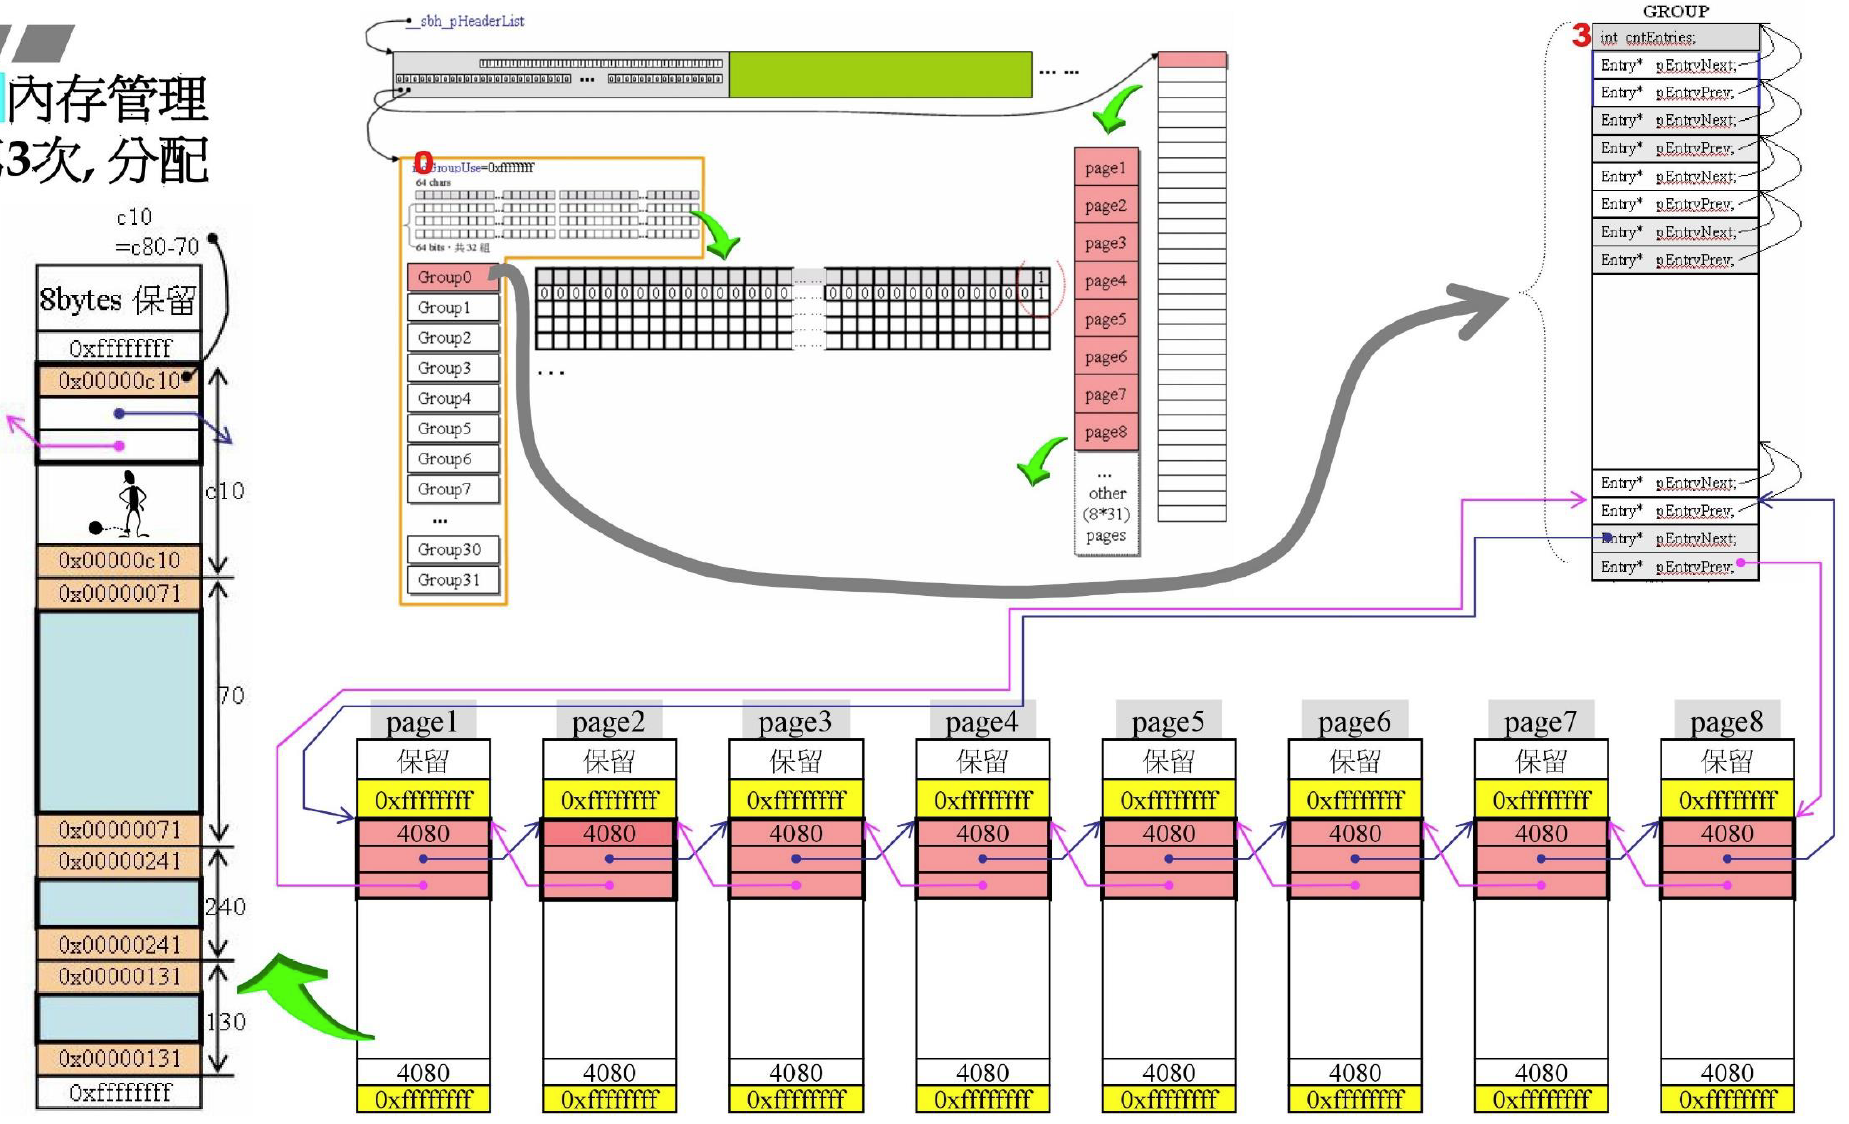 內存管理
3次, 分配
c10
=c80-70
8bytes 保留
0xffffffff
0x00000c10
c10
0x00000c10
0x00000071
70
0x00000071
0x00000241
240
0x00000241
0x00000131
130
0x00000131
0xffffffff
__sbh_pHeaderList
... ...
...
0
GroupUse=0xffffffff
64 chars
64 bits，共 32 組
Group0
Group1
Group2
Group3
Group4
Group5
Group6
Group7
...
Group30
Group31
1
0 0 0 0 0 0 0 0 0 0 0 0 0 0 0 ...... 0 0 0 0 0 0 0 0 0 0 0 0 1
...
page1
page2
page3
page4
page5
page6
page7
page8
...
other
(8*31)
pages
GROUP
3
int cntEntries;
Entry* pEntryNext;
Entry* pEntryPrev;
Entry* pEntryNext;
Entry* pEntryPrev;
Entry* pEntryNext;
Entry* pEntryPrev;
Entry* pEntryNext;
Entry* pEntryPrev;
Entry* pEntryNext;
Entry* pEntryPrev;
Entry* pEntryNext;
Entry* pEntryPrev;
page1 page2 page3 page4 page5 page6 page7 page8
保留 保留 保留 保留 保留 保留 保留 保留
0xffffffff 0xffffffff 0xffffffff 0xffffffff 0xffffffff 0xffffffff 0xffffffff 0xffffffff
4080 4080 4080 4080 4080 4080 4080 4080
4080 4080 4080 4080 4080 4080 4080 4080
0xffffffff 0xffffffff 0xffffffff 0xffffffff 0xffffffff 0xffffffff 0xffffffff 0xffffffff